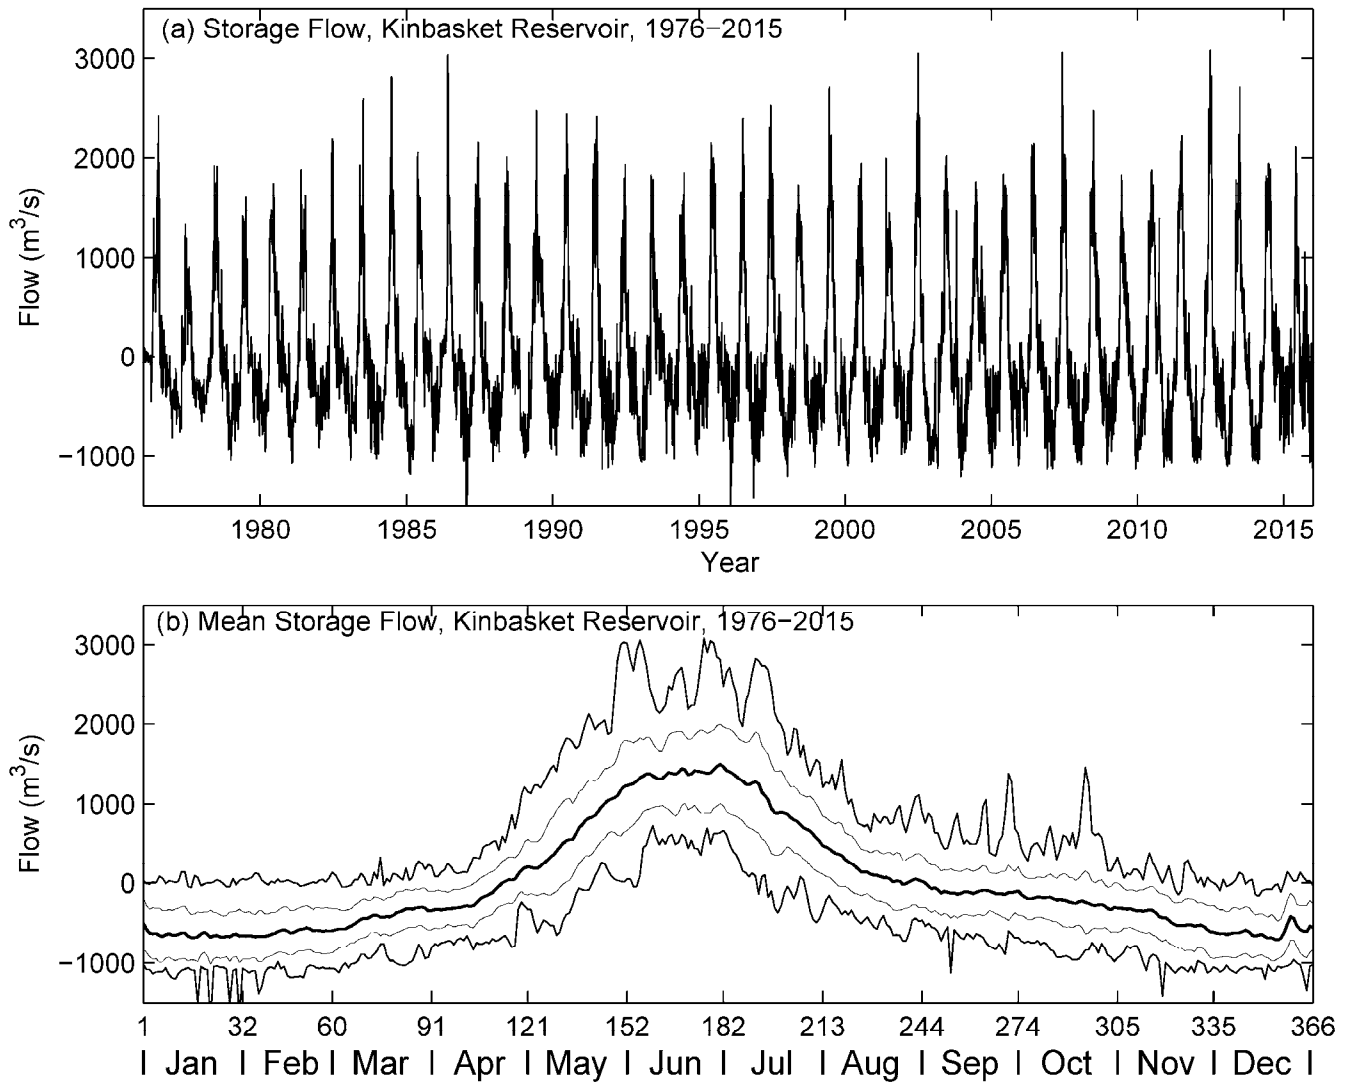 (a) Storage Flow, Kinbasket Reservoir, 1976−2015
3000
2000
1000
0
−1000
Flow (m³/s)
1980 1985 1990 1995 2000 2005 2010 2015
Year
(b) Mean Storage Flow, Kinbasket Reservoir, 1976−2015
3000
2000
1000
0
−1000
Flow (m³/s)
1 32 60 91 121 152 182 213 244 274 305 335 366
| Jan | Feb | Mar | Apr | May | Jun | Jul | Aug | Sep | Oct | Nov | Dec |